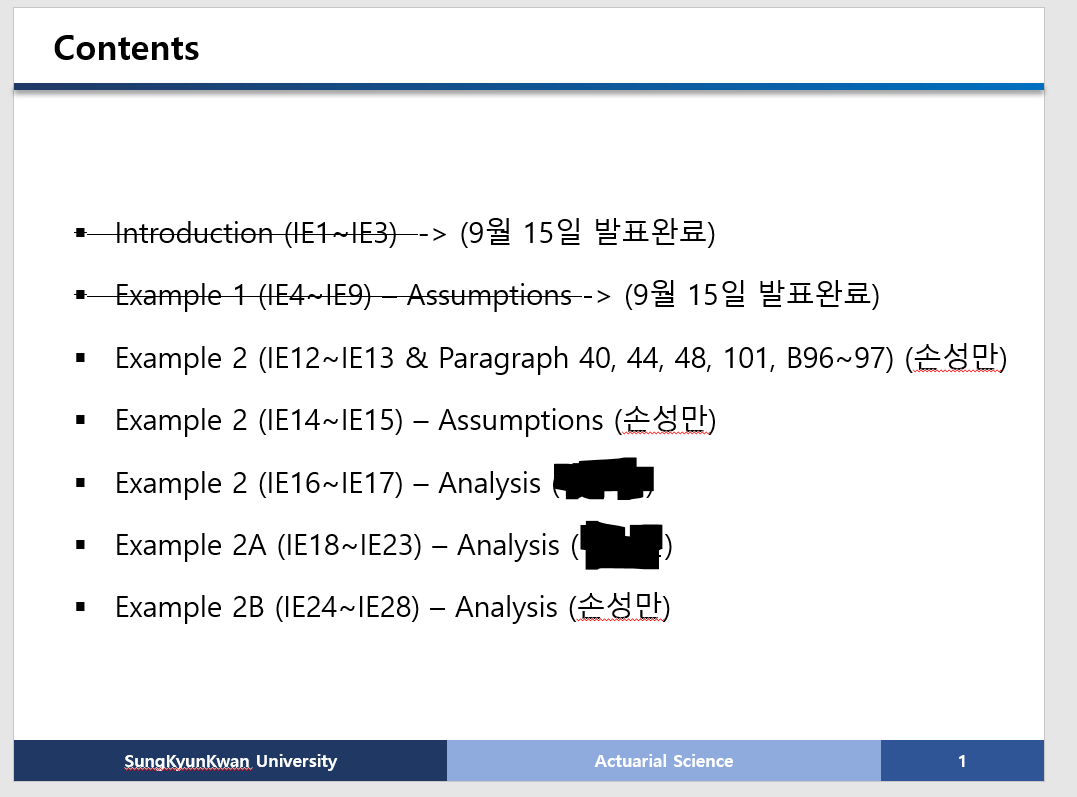 Contents
▪ Introduction (IE1~IE3) -> (9월 15일 발표완료)
▪ Example 1 (IE4~IE9) – Assumptions -> (9월 15일 발표완료)
▪ Example 2 (IE12~IE13 & Paragraph 40, 44, 48, 101, B96~97) (손성만)
▪ Example 2 (IE14~IE15) – Assumptions (손성만)
▪ Example 2 (IE16~IE17) – Analysis ()
▪ Example 2A (IE18~IE23) – Analysis ()
▪ Example 2B (IE24~IE28) – Analysis (손성만)
SungKyunKwan University
Actuarial Science
1